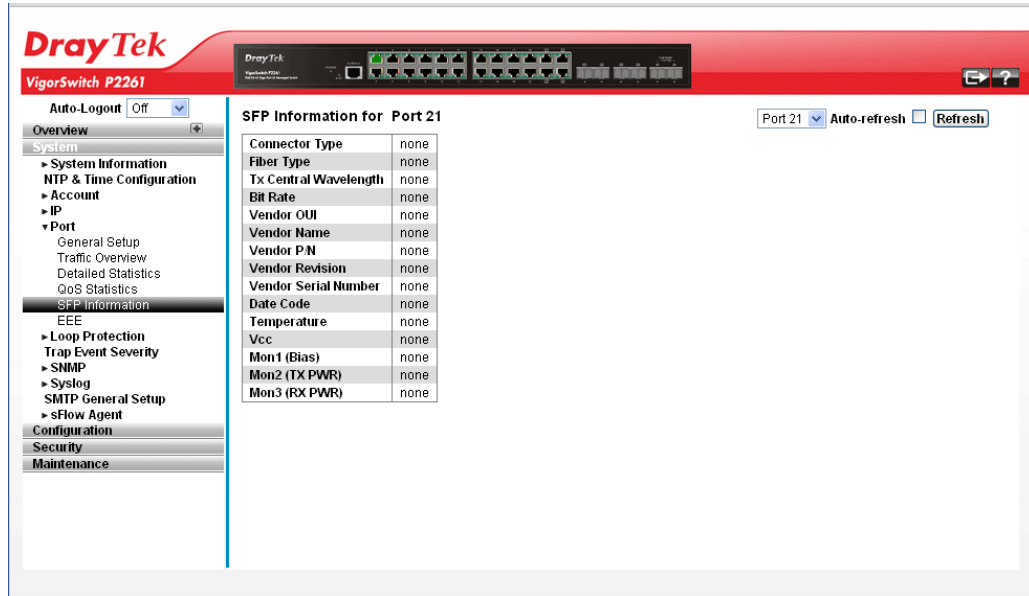 DrayTek
VigorSwitch P2261
DrayTek
Auto-Logout Off
Overview
System
System Information
NTP & Time Configuration
Account
IP
Port
General Setup
Traffic Overview
Detailed Statistics
QoS Statistics
SFP Information
EEE
Loop Protection
Trap Event Severity
SNMP
Syslog
SMTP General Setup
sFlow Agent
Configuration
Security
Maintenance
SFP Information for Port 21
Port 21 Auto-refresh Refresh
Connector Type none
Fiber Type none
Tx Central Wavelength none
Bit Rate none
Vendor OUI none
Vendor Name none
Vendor P/N none
Vendor Revision none
Vendor Serial Number none
Date Code none
Temperature none
Vcc none
Mon1 (Bias) none
Mon2 (TX PWR) none
Mon3 (RX PWR) none